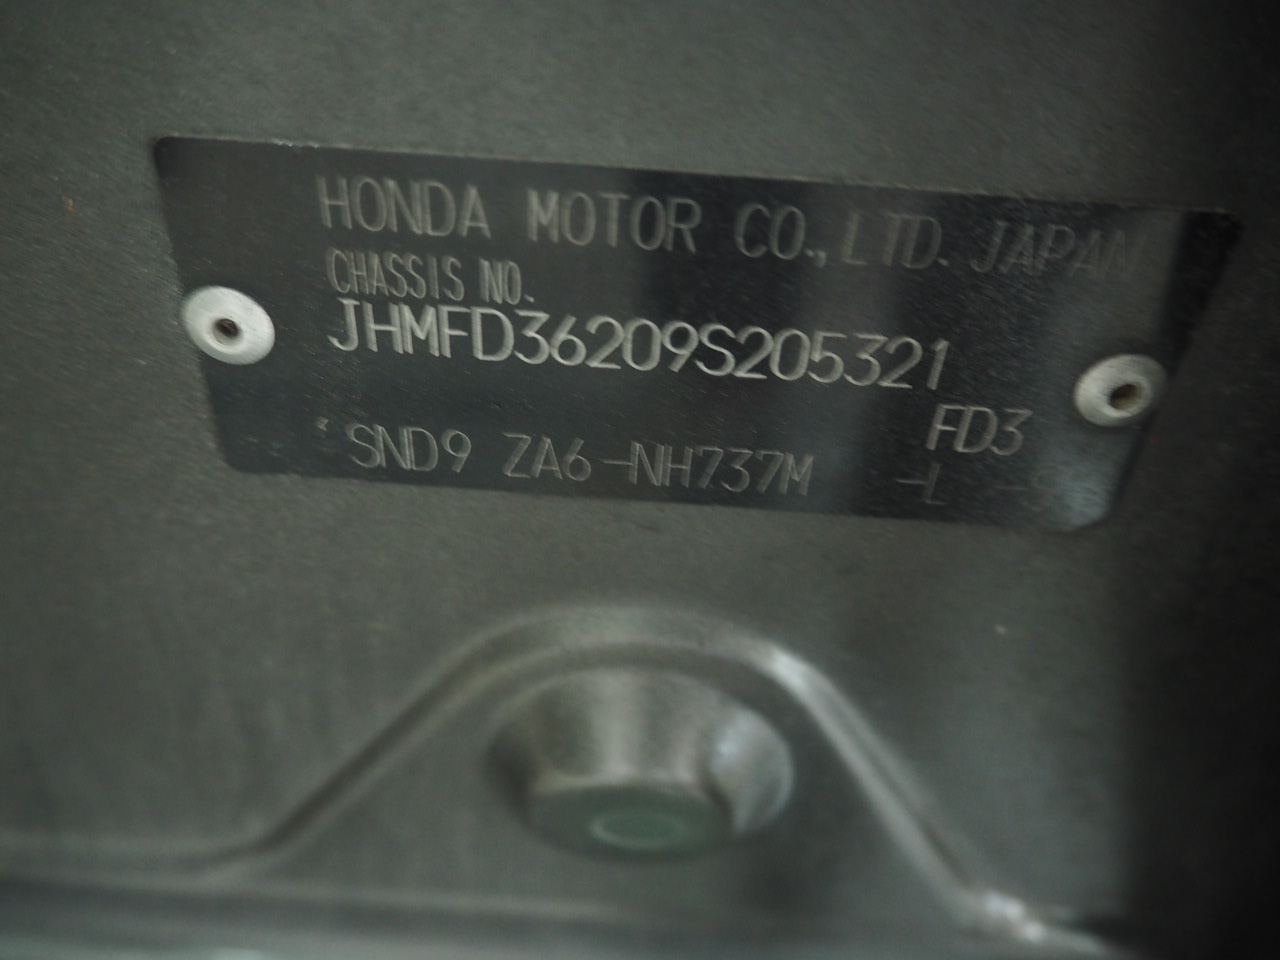 HONDA MOTOR CO., LTD. JAPAN
CHASSIS NO.
JHMFD36209S205321
FD3
SND9 ZA6-NH737M -L